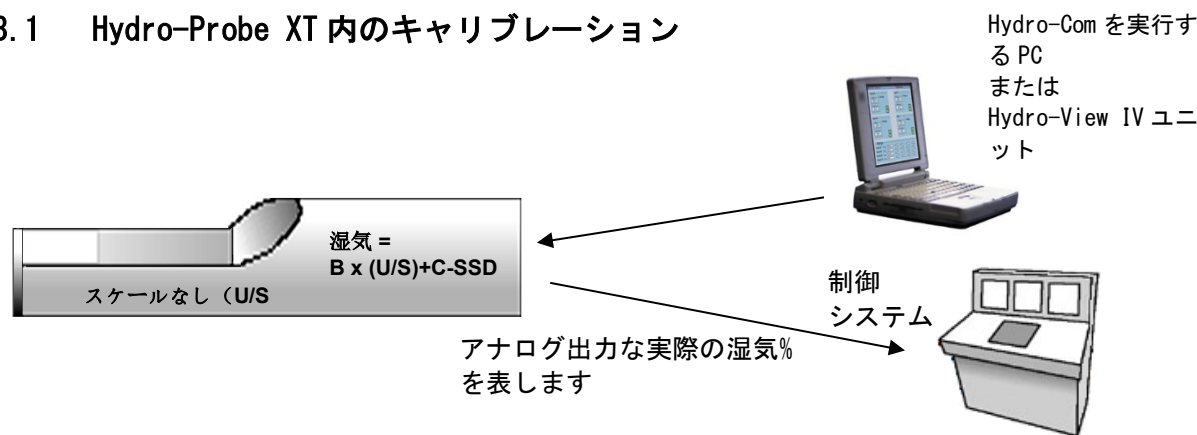 3.1 Hydro-Probe XT 内のキャリブレーション
Hydro-Com を実行す
る PC
または
Hydro-View IV ユニ
ット
湿気 =
B x (U/S)+C-SSD
スケールなし（U/S
制御
システム
アナログ出力な実際の湿気%
を表します